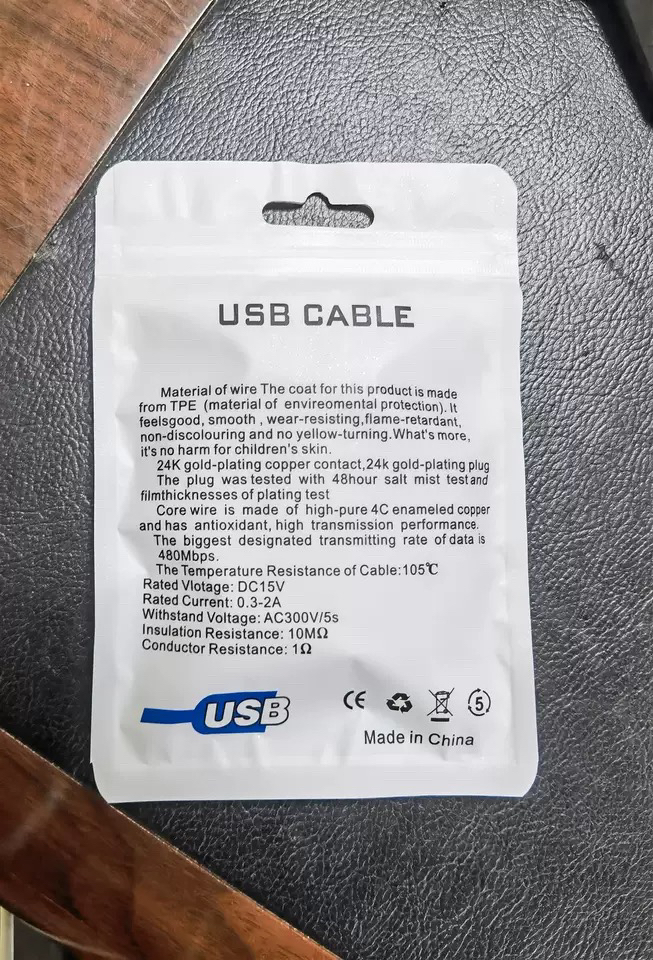 USB CABLE
Material of wire The coat for this product is made
from TPE (material of envireomental protection). It
feelsgood, smooth , wear-resisting,flame-retardant,
non-discolouring and no yellow-turning.What's more,
it's no harm for children's skin.
24K gold-plating copper contact,24k gold-plating plug
The plug was tested with 48hour salt mist test and
filmthicknesses of plating test
Core wire is made of high-pure 4C enameled copper
and has antioxidant, high transmission performance.
The biggest designated transmitting rate of data is
480Mbps.
The Temperature Resistance of Cable:105℃
Rated Vlotage: DC15V
Rated Current: 0.3-2A
Withstand Voltage: AC300V/5s
Insulation Resistance: 10MΩ
Conductor Resistance: 1Ω
USB
CE 5
Made in China